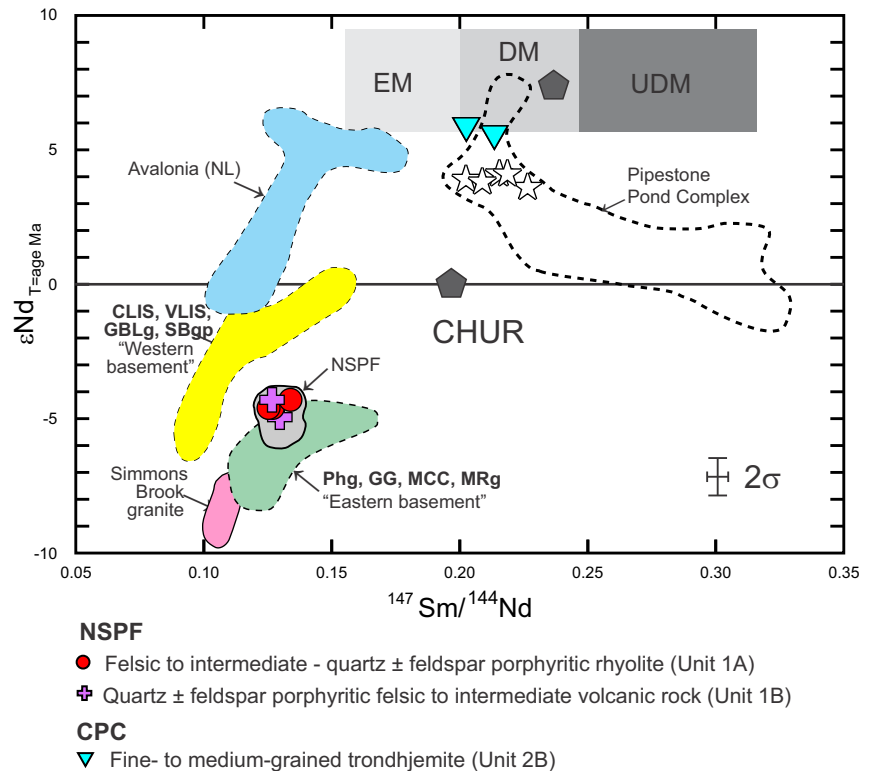 10
5
0
-5
-10
εNd T=age Ma
EM
DM
UDM
Avalonia (NL)
Pipestone
Pond Complex
CHUR
CLIS, VLIS,
GBLg, SBgp
“Western
basement”
NSPF
Simmons
Brook
granite
Phg, GG, MCC, MRg
“Eastern basement”
2σ
0.05
0.10
0.15
0.20
0.25
0.30
0.35
147Sm/144Nd
NSPF
Felsic to intermediate - quartz ± feldspar porphyritic rhyolite (Unit 1A)
Quartz ± feldspar porphyritic felsic to intermediate volcanic rock (Unit 1B)
CPC
Fine- to medium-grained trondhjemite (Unit 2B)